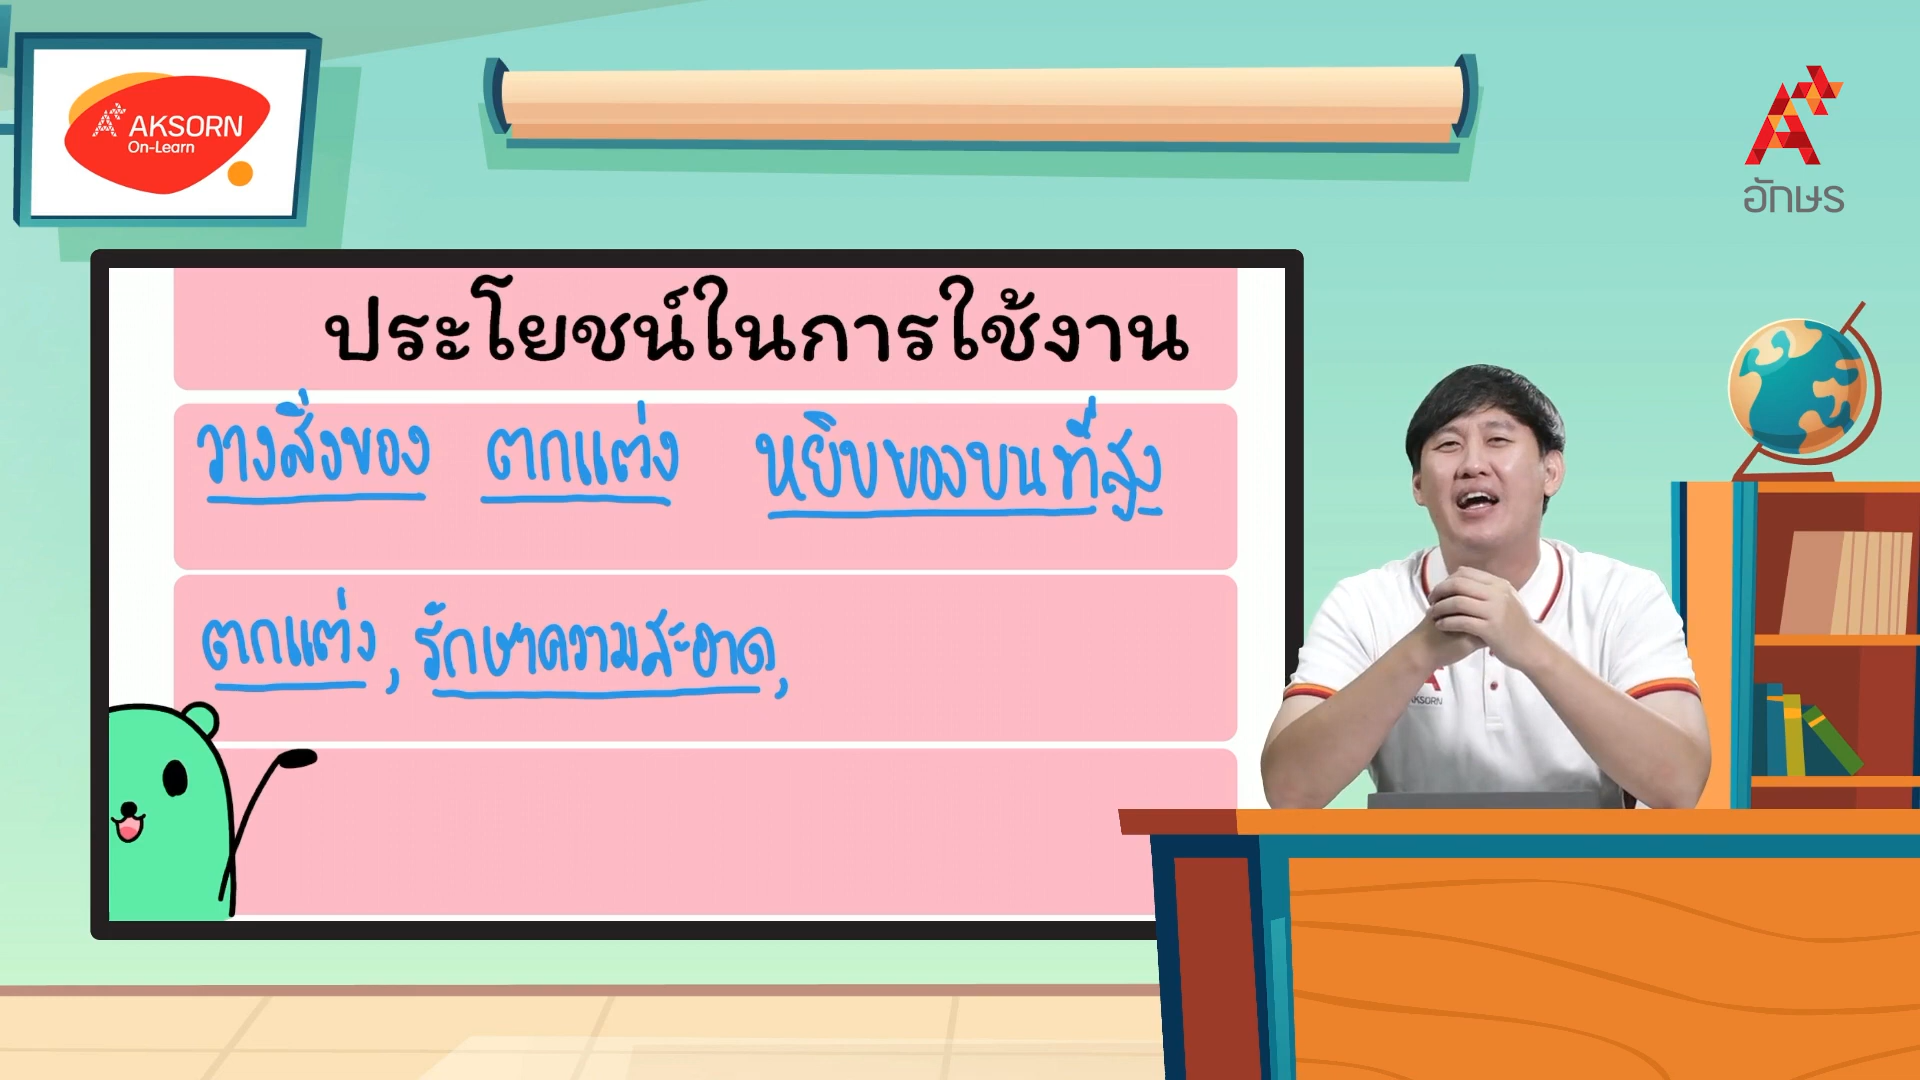 AKSORN
On-Learn
อักษร
ประโยชน์ในการใช้งาน
วางสิ่งของ ตกแต่ง หยิบของบนที่สูง
ตกแต่ง, รักษาความสะอาด,
AKSORN